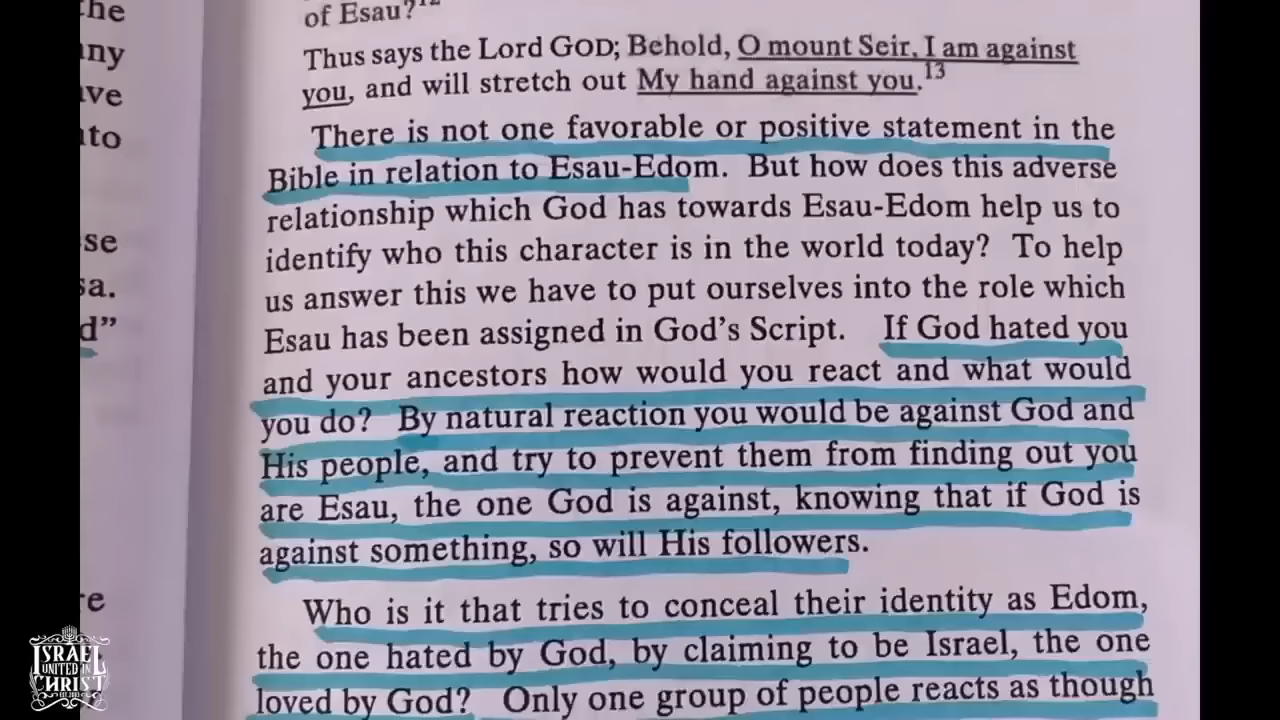 he
ny
ve
to
se
sa.
d”
re
of Esau?12
Thus says the Lord GOD; Behold, O mount Seir, I am against
you, and will stretch out My hand against you.13
There is not one favorable or positive statement in the
Bible in relation to Esau-Edom. But how does this adverse
relationship which God has towards Esau-Edom help us to
identify who this character is in the world today? To help
us answer this we have to put ourselves into the role which
Esau has been assigned in God’s Script. If God hated you
and your ancestors how would you react and what would
you do? By natural reaction you would be against God and
His people, and try to prevent them from finding out you
are Esau, the one God is against, knowing that if God is
against something, so will His followers.
Who is it that tries to conceal their identity as Edom,
the one hated by God, by claiming to be Israel, the one
loved by God? Only one group of people reacts as though
ISRAEL
UNITED IN
CHRIST